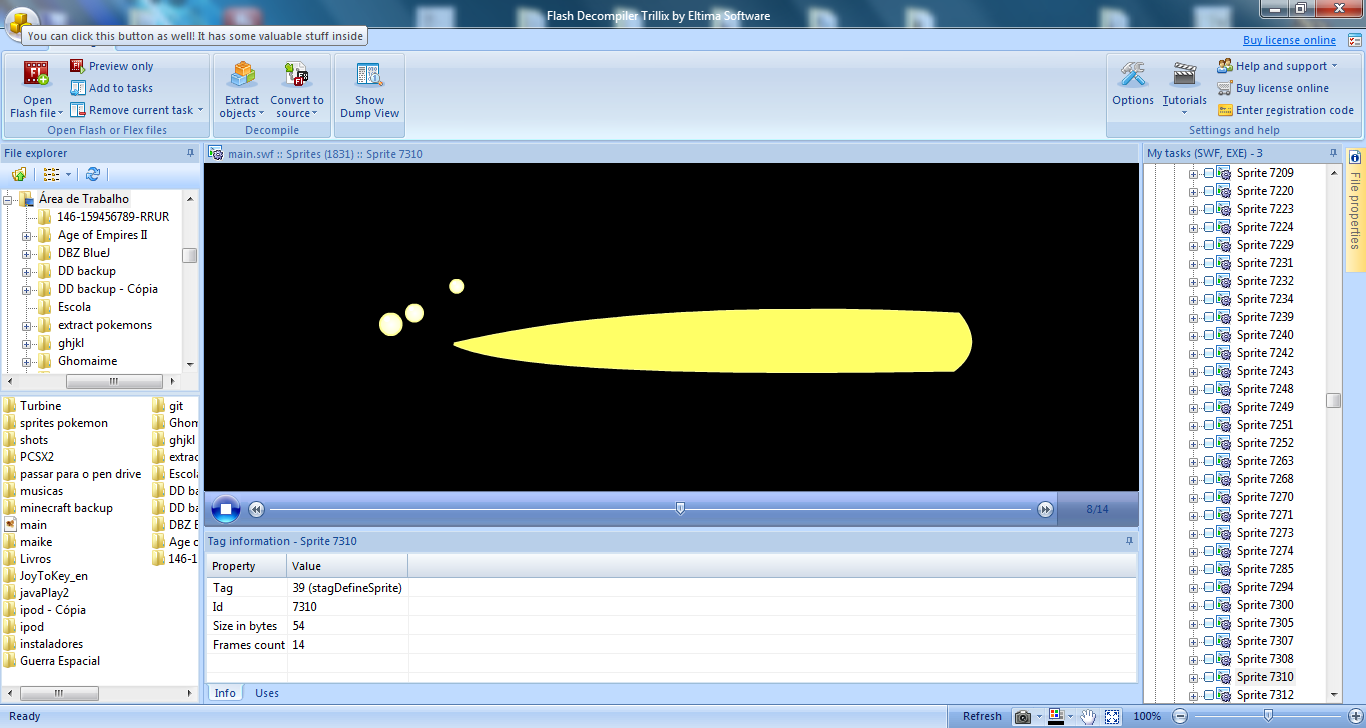 Flash Decompiler Trillix by Eltima Software
You can click this button as well! It has some valuable stuff inside
Buy license online
Open
Flash file
Preview only
Add to tasks
Remove current task
Open Flash or Flex files
Extract
objects
Convert to
source
Decompile
Show
Dump View
Options
Tutorials
Help and support
Buy license online
Enter registration code
Settings and help
File explorer
Área de Trabalho
146-159456789-RRUR
Age of Empires II
DBZ BlueJ
DD backup
DD backup - Cópia
Escola
extract pokemons
ghjkl
Ghomaime
Turbine
sprites pokemon
shots
PCSX2
passar para o pen drive
musicas
minecraft backup
main
maike
Livros
JoyToKey_en
javaPlay2
ipod - Cópia
ipod
instaladores
Guerra Espacial
git
Ghom
ghjkl
extrac
Escola
DD ba
DD ba
DBZ B
Age o
146-1
main.swf :: Sprites (1831) :: Sprite 7310
8/14
Tag information - Sprite 7310
Property Value
Tag 39 (stagDefineSprite)
Id 7310
Size in bytes 54
Frames count 14
Info Uses
My tasks (SWF, EXE) - 3
Sprite 7209
Sprite 7220
Sprite 7223
Sprite 7224
Sprite 7229
Sprite 7231
Sprite 7232
Sprite 7234
Sprite 7239
Sprite 7240
Sprite 7242
Sprite 7243
Sprite 7248
Sprite 7249
Sprite 7251
Sprite 7252
Sprite 7263
Sprite 7268
Sprite 7270
Sprite 7271
Sprite 7273
Sprite 7274
Sprite 7285
Sprite 7294
Sprite 7300
Sprite 7305
Sprite 7307
Sprite 7308
Sprite 7310
Sprite 7312
File properties
Ready
Refresh
100%